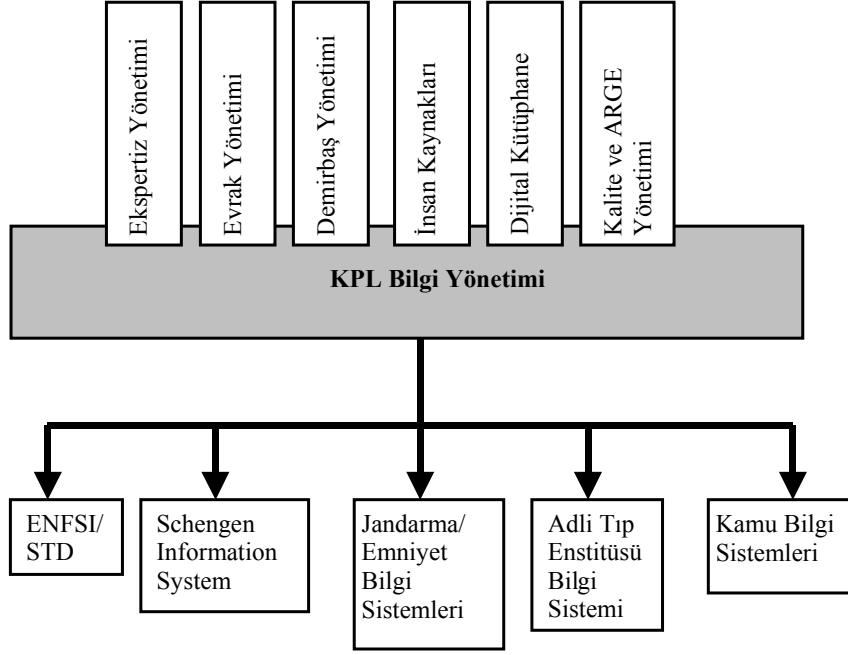 Ekspertiz Yönetimi
Evrak Yönetimi
Demirbaş Yönetimi
İnsan Kaynakları
Dijital Kütüphane
Kalite ve ARGE
Yönetimi
KPL Bilgi Yönetimi
ENFSI/
STD
Schengen
Information
System
Jandarma/
Emniyet
Bilgi
Sistemleri
Adli Tıp
Enstitüsü
Bilgi
Sistemi
Kamu Bilgi
Sistemleri